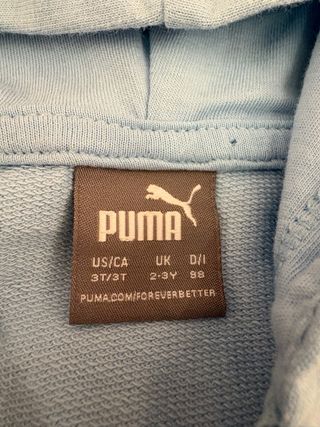 PUMA
US/CA UK D/I
3T/3T 2-3Y 98
PUMA.COM/FOREVERBETTER